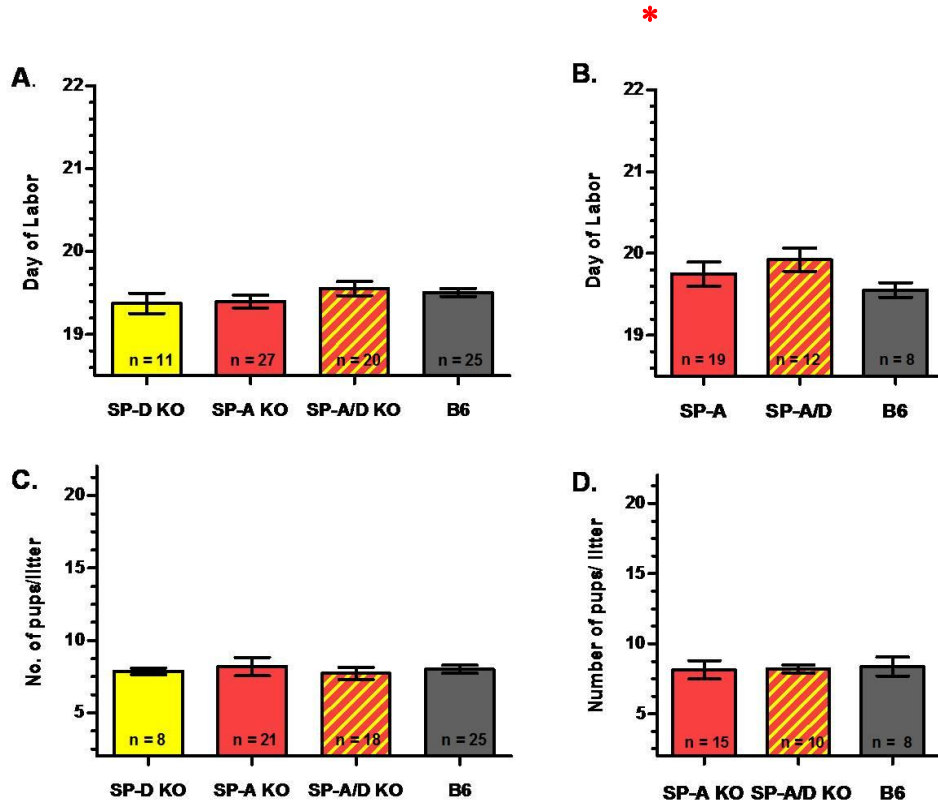 *
A.
22
21
20
19
Day of Labor
n = 11
n = 27
n = 20
n = 25
SP-D KO
SP-A KO
SP-A/D KO
B6
B.
22
21
20
19
Day of Labor
n = 19
n = 12
n = 8
SP-A
SP-A/D
B6
C.
20
15
10
5
No. of pups/litter
n = 8
n = 21
n = 18
n = 25
SP-D KO
SP-A KO
SP-A/D KO
B6
D.
20
15
10
5
Number of pups/ litter
n = 15
n = 10
n = 8
SP-A KO
SP-A/D KO
B6